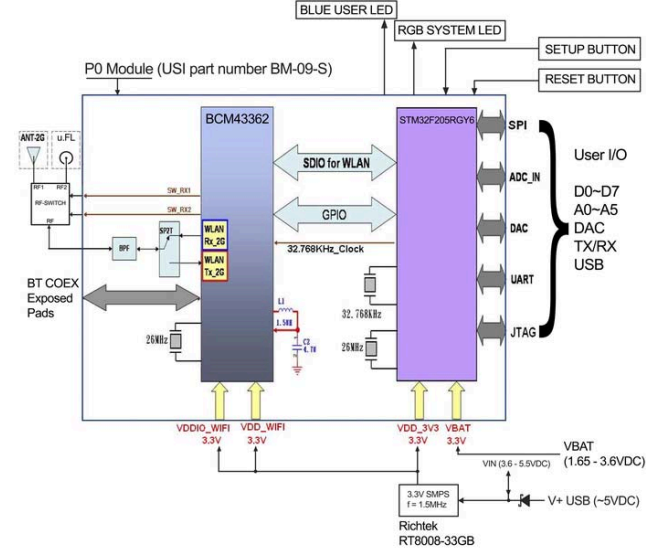 BLUE USER LED
RGB SYSTEM LED
SETUP BUTTON
RESET BUTTON
P0 Module (USI part number BM-09-S)
BCM43362
STM32F205RGY6
SPI
ANT-2G
u.FL
SDIO for WLAN
User I/O
ADC_IN
RF1
RF2
RF-SWITCH
RF
SW_RX1
SW_RX2
GPIO
D0~D7
A0~A5
DAC
TX/RX
USB
DAC
SP2T
BPF
WLAN
Rx_2G
WLAN
Tx_2G
32.768KHz_Clock
BT COEX
Exposed
Pads
UART
L1
1.5UH
32.768KHz
JTAG
26MHz
C3
4.7U
26MHz
VDDIO_WIFI
3.3V
VDD_WIFI
3.3V
VDD_3V3
3.3V
VBAT
3.3V
VBAT
(1.65 - 3.6VDC)
VIN (3.6 - 5.5VDC)
3.3V SMPS
f = 1.5MHz
V+ USB (~5VDC)
Richtek
RT8008-33GB